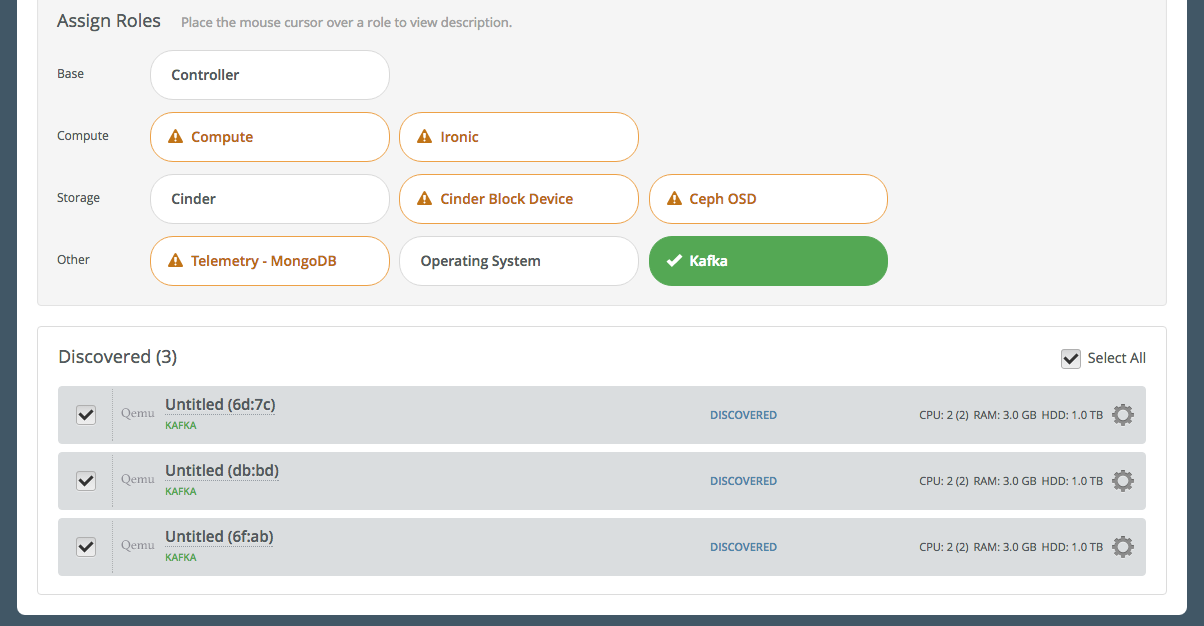 Assign Roles Place the mouse cursor over a role to view description.
Base Controller
Compute Compute Ironic
Storage Cinder Cinder Block Device Ceph OSD
Other Telemetry - MongoDB Operating System Kafka
Discovered (3) Select All
Qemu Untitled (6d:7c) DISCOVERED CPU: 2 (2) RAM: 3.0 GB HDD: 1.0 TB
KAFKA
Qemu Untitled (db:bd) DISCOVERED CPU: 2 (2) RAM: 3.0 GB HDD: 1.0 TB
KAFKA
Qemu Untitled (6f:ab) DISCOVERED CPU: 2 (2) RAM: 3.0 GB HDD: 1.0 TB
KAFKA